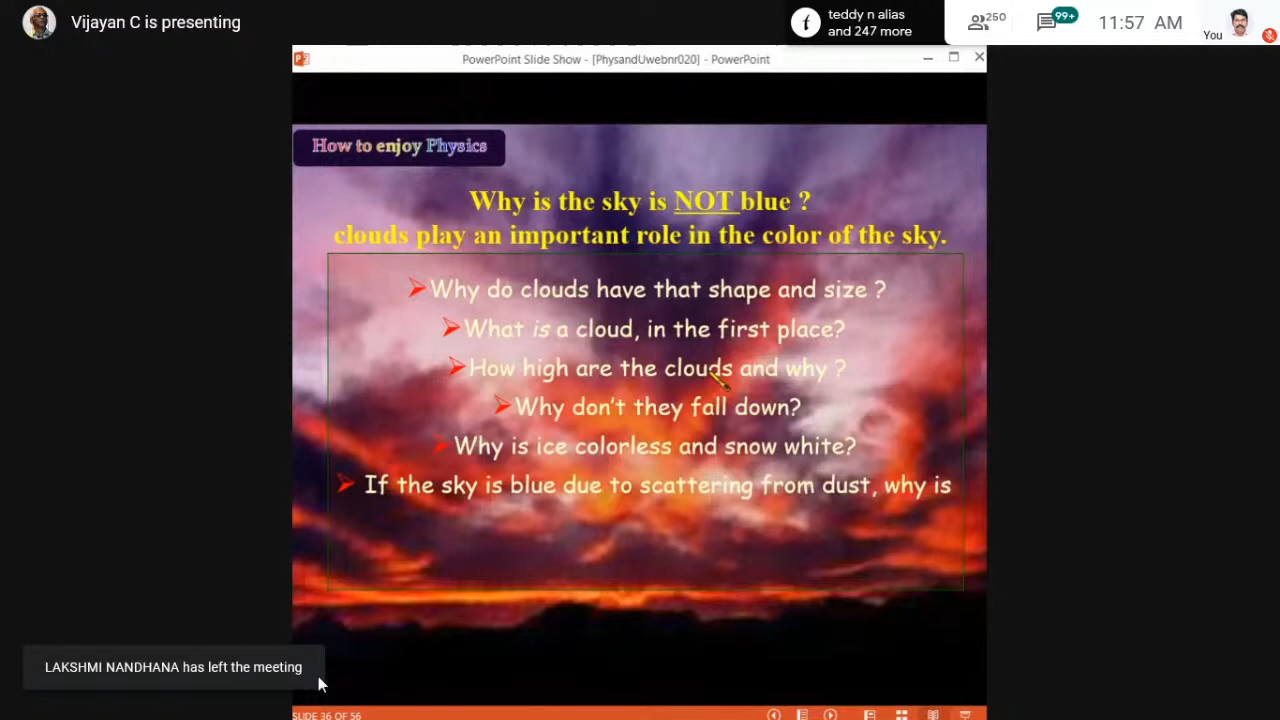 Vijayan C is presenting
teddy n alias
and 247 more
250
99+
11:57 AM
You
PowerPoint Slide Show - [PhysandUwebnr020] - PowerPoint
How to enjoy Physics
Why is the sky is NOT blue ?
clouds play an important role in the color of the sky.
Why do clouds have that shape and size ?
What is a cloud, in the first place?
How high are the clouds and why ?
Why don't they fall down?
Why is ice colorless and snow white?
If the sky is blue due to scattering from dust, why is
LAKSHMI NANDHANA has left the meeting
SLIDE 36 OF 56